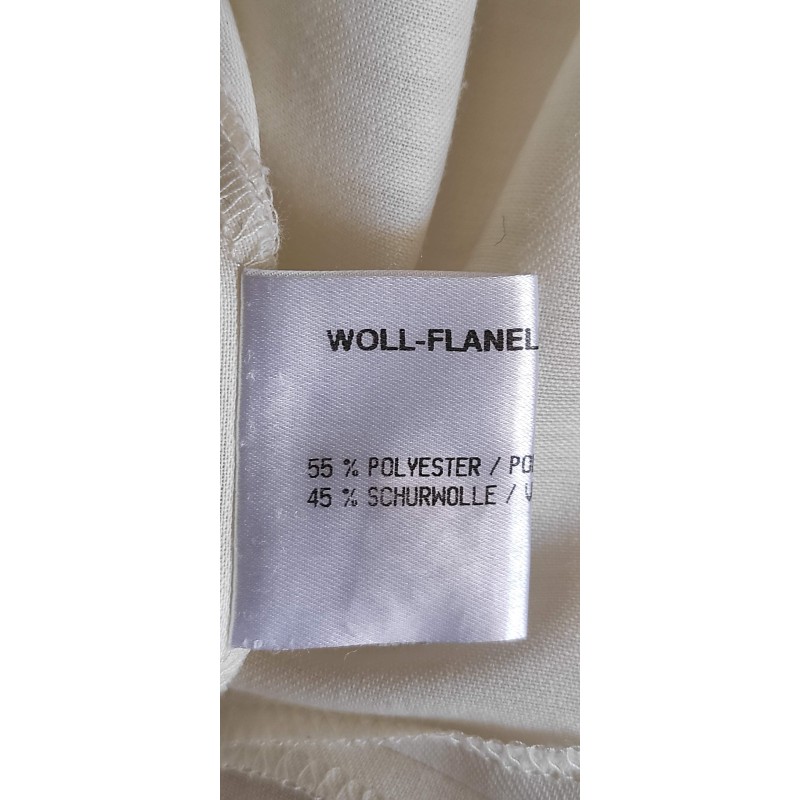 WOLL-FLANEL
55 % POLYESTER / PO
45 % SCHURWOLLE /